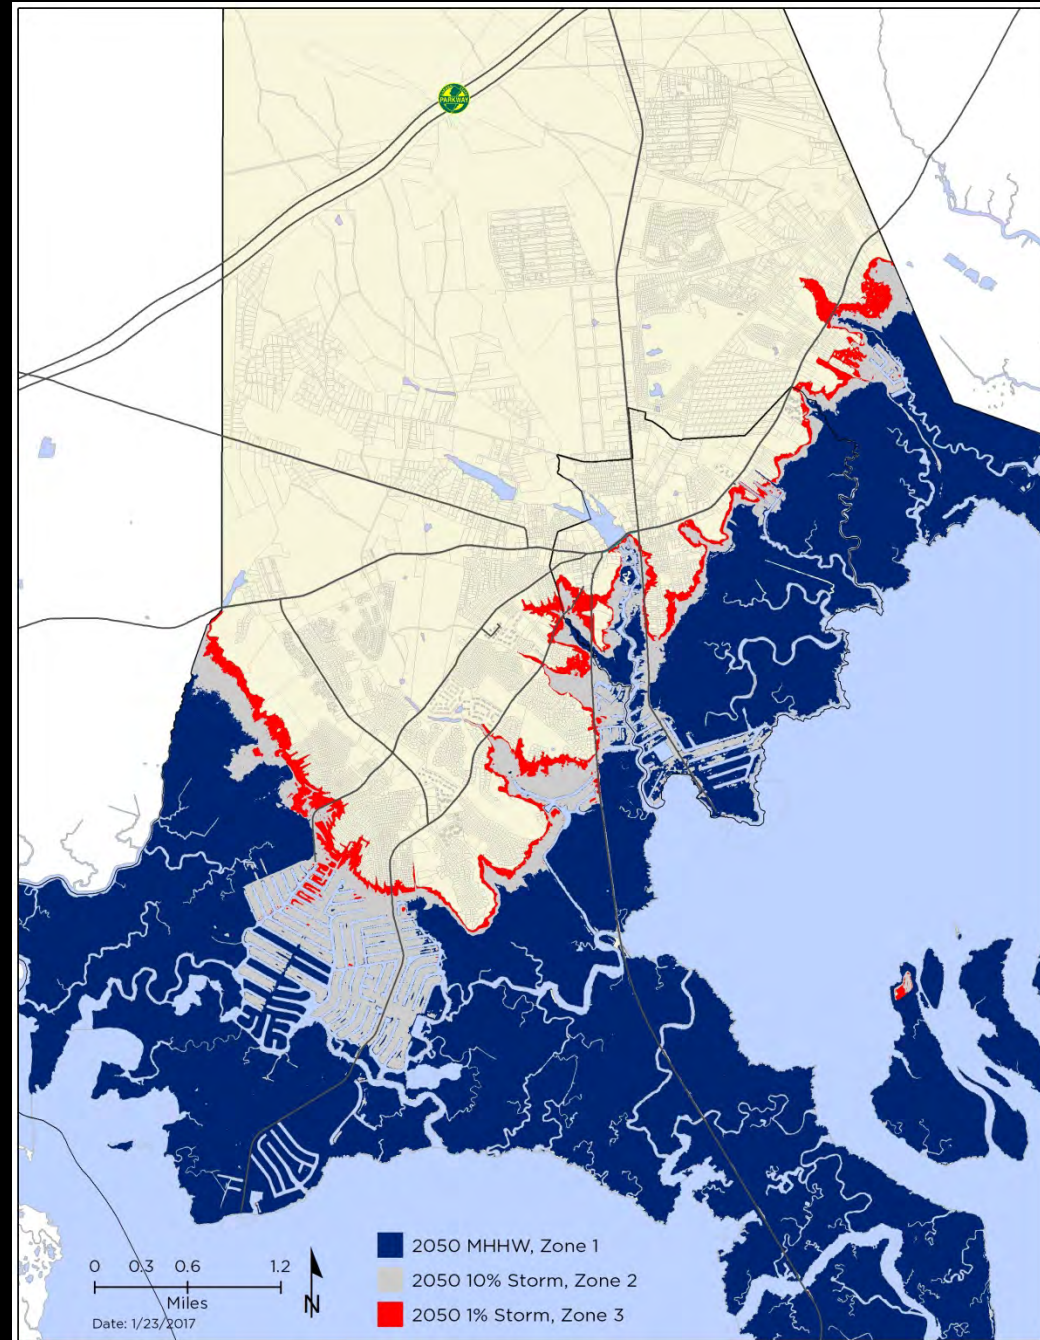 PARKWAY
2050 MHHW, Zone 1
2050 10% Storm, Zone 2
2050 1% Storm, Zone 3
0 0.3 0.6 1.2
Miles
N
Date: 1/23/2017